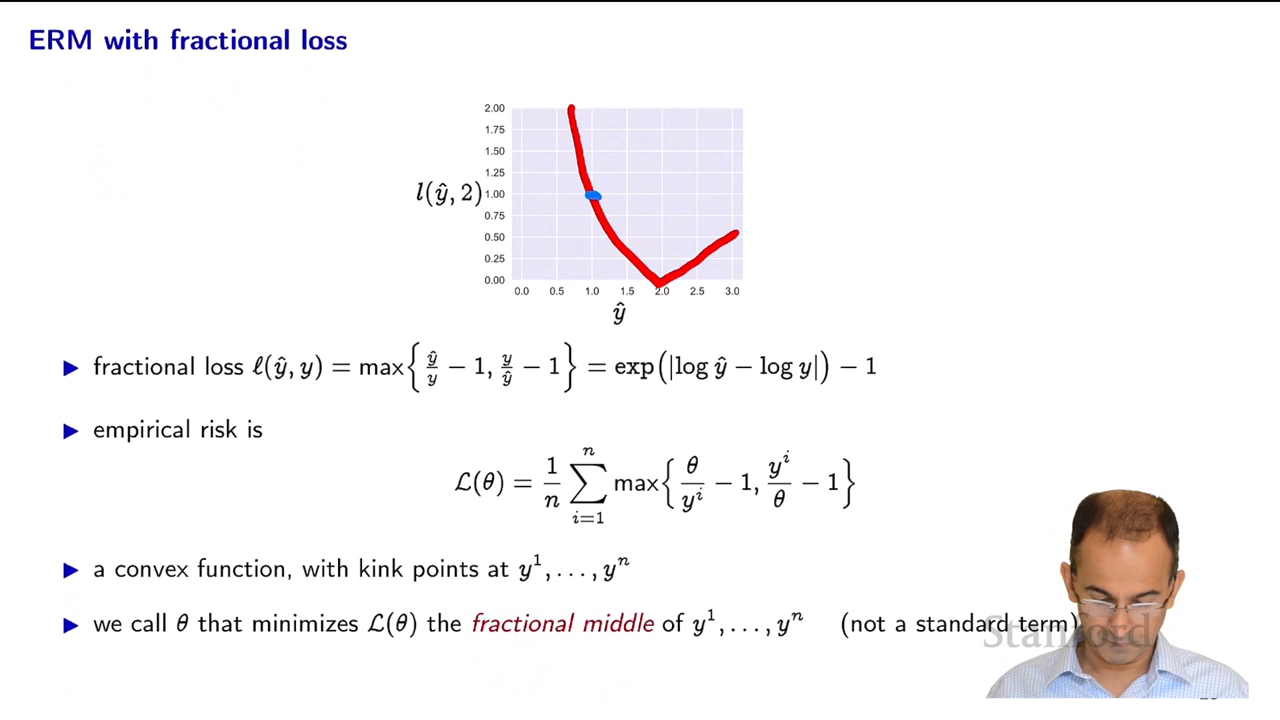 ERM with fractional loss
2.00
1.75
1.50
1.25
l(ŷ, 2) 1.00
0.75
0.50
0.25
0.00
0.0 0.5 1.0 1.5 2.0 2.5 3.0
ŷ
▶ fractional loss ℓ(ŷ, y) = max{ŷ/y − 1, y/ŷ − 1} = exp(|log ŷ − log y|) − 1
▶ empirical risk is
ℒ(θ) = 1/n ∑_{i=1}^{n} max{θ/y^i − 1, y^i/θ − 1}
▶ a convex function, with kink points at y^1, . . . , y^n
▶ we call θ that minimizes ℒ(θ) the fractional middle of y^1, . . . , y^n (not a standard term)
Stanford